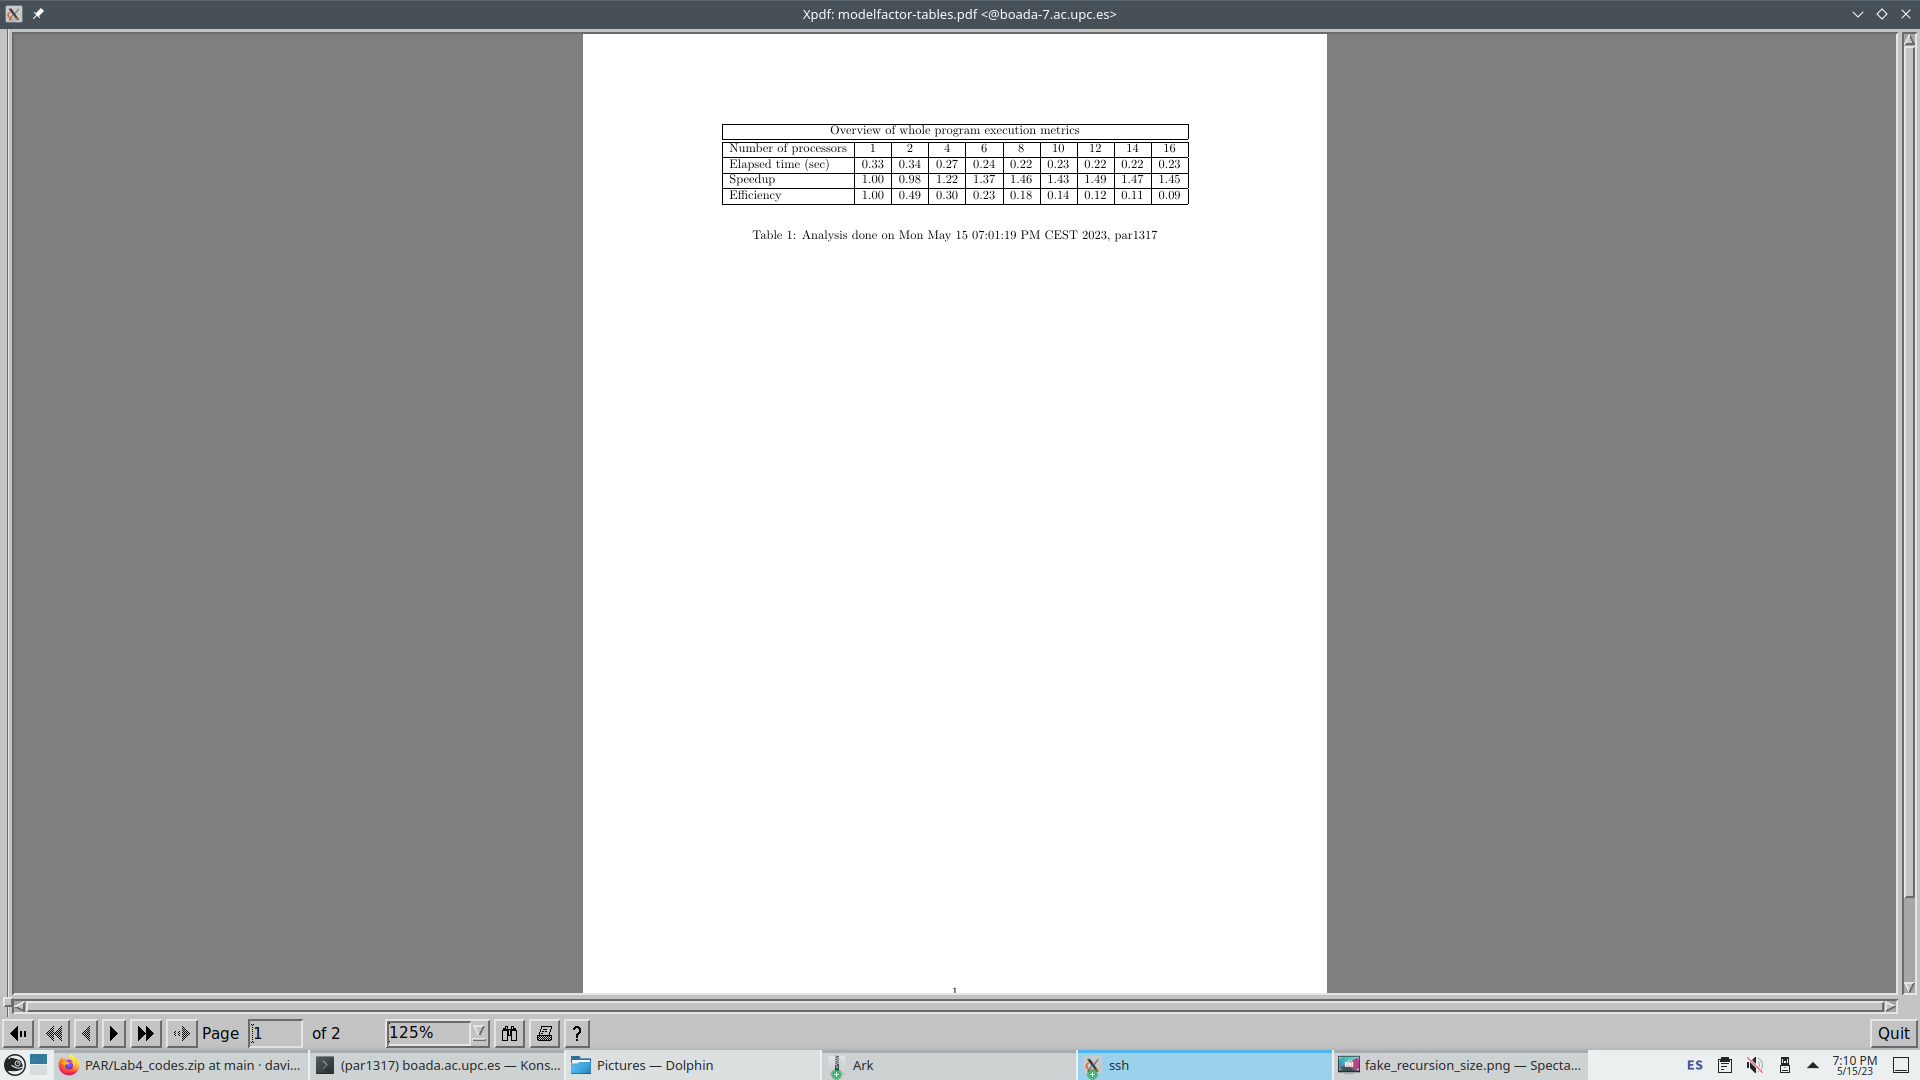 Xpdf: modelfactor-tables.pdf <@boada-7.ac.upc.es>
Overview of whole program execution metrics
Number of processors 1 2 4 6 8 10 12 14 16
Elapsed time (sec) 0.33 0.34 0.27 0.24 0.22 0.23 0.22 0.22 0.23
Speedup 1.00 0.98 1.22 1.37 1.46 1.43 1.49 1.47 1.45
Efficiency 1.00 0.49 0.30 0.23 0.18 0.14 0.12 0.11 0.09
Table 1: Analysis done on Mon May 15 07:01:19 PM CEST 2023, par1317
1
Page 1 of 2 125% ? Quit
PAR/Lab4_codes.zip at main · davi... (par1317) boada.ac.upc.es — Kons... Pictures — Dolphin Ark ssh fake_recursion_size.png — Specta... ES 7:10 PM
5/15/23